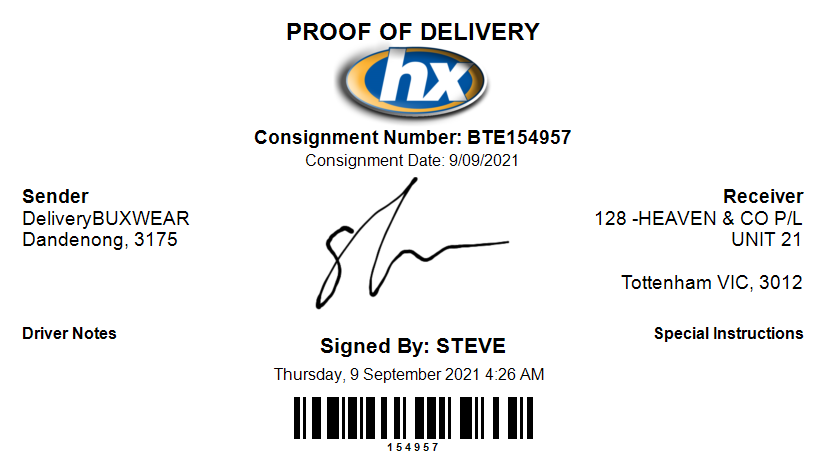 PROOF OF DELIVERY
hx
Consignment Number: BTE154957
Consignment Date: 9/09/2021
Sender
DeliveryBUXWEAR
Dandenong, 3175
Receiver
128 -HEAVEN & CO P/L
UNIT 21
Tottenham VIC, 3012
Driver Notes
Special Instructions
Signed By: STEVE
Thursday, 9 September 2021 4:26 AM
154957